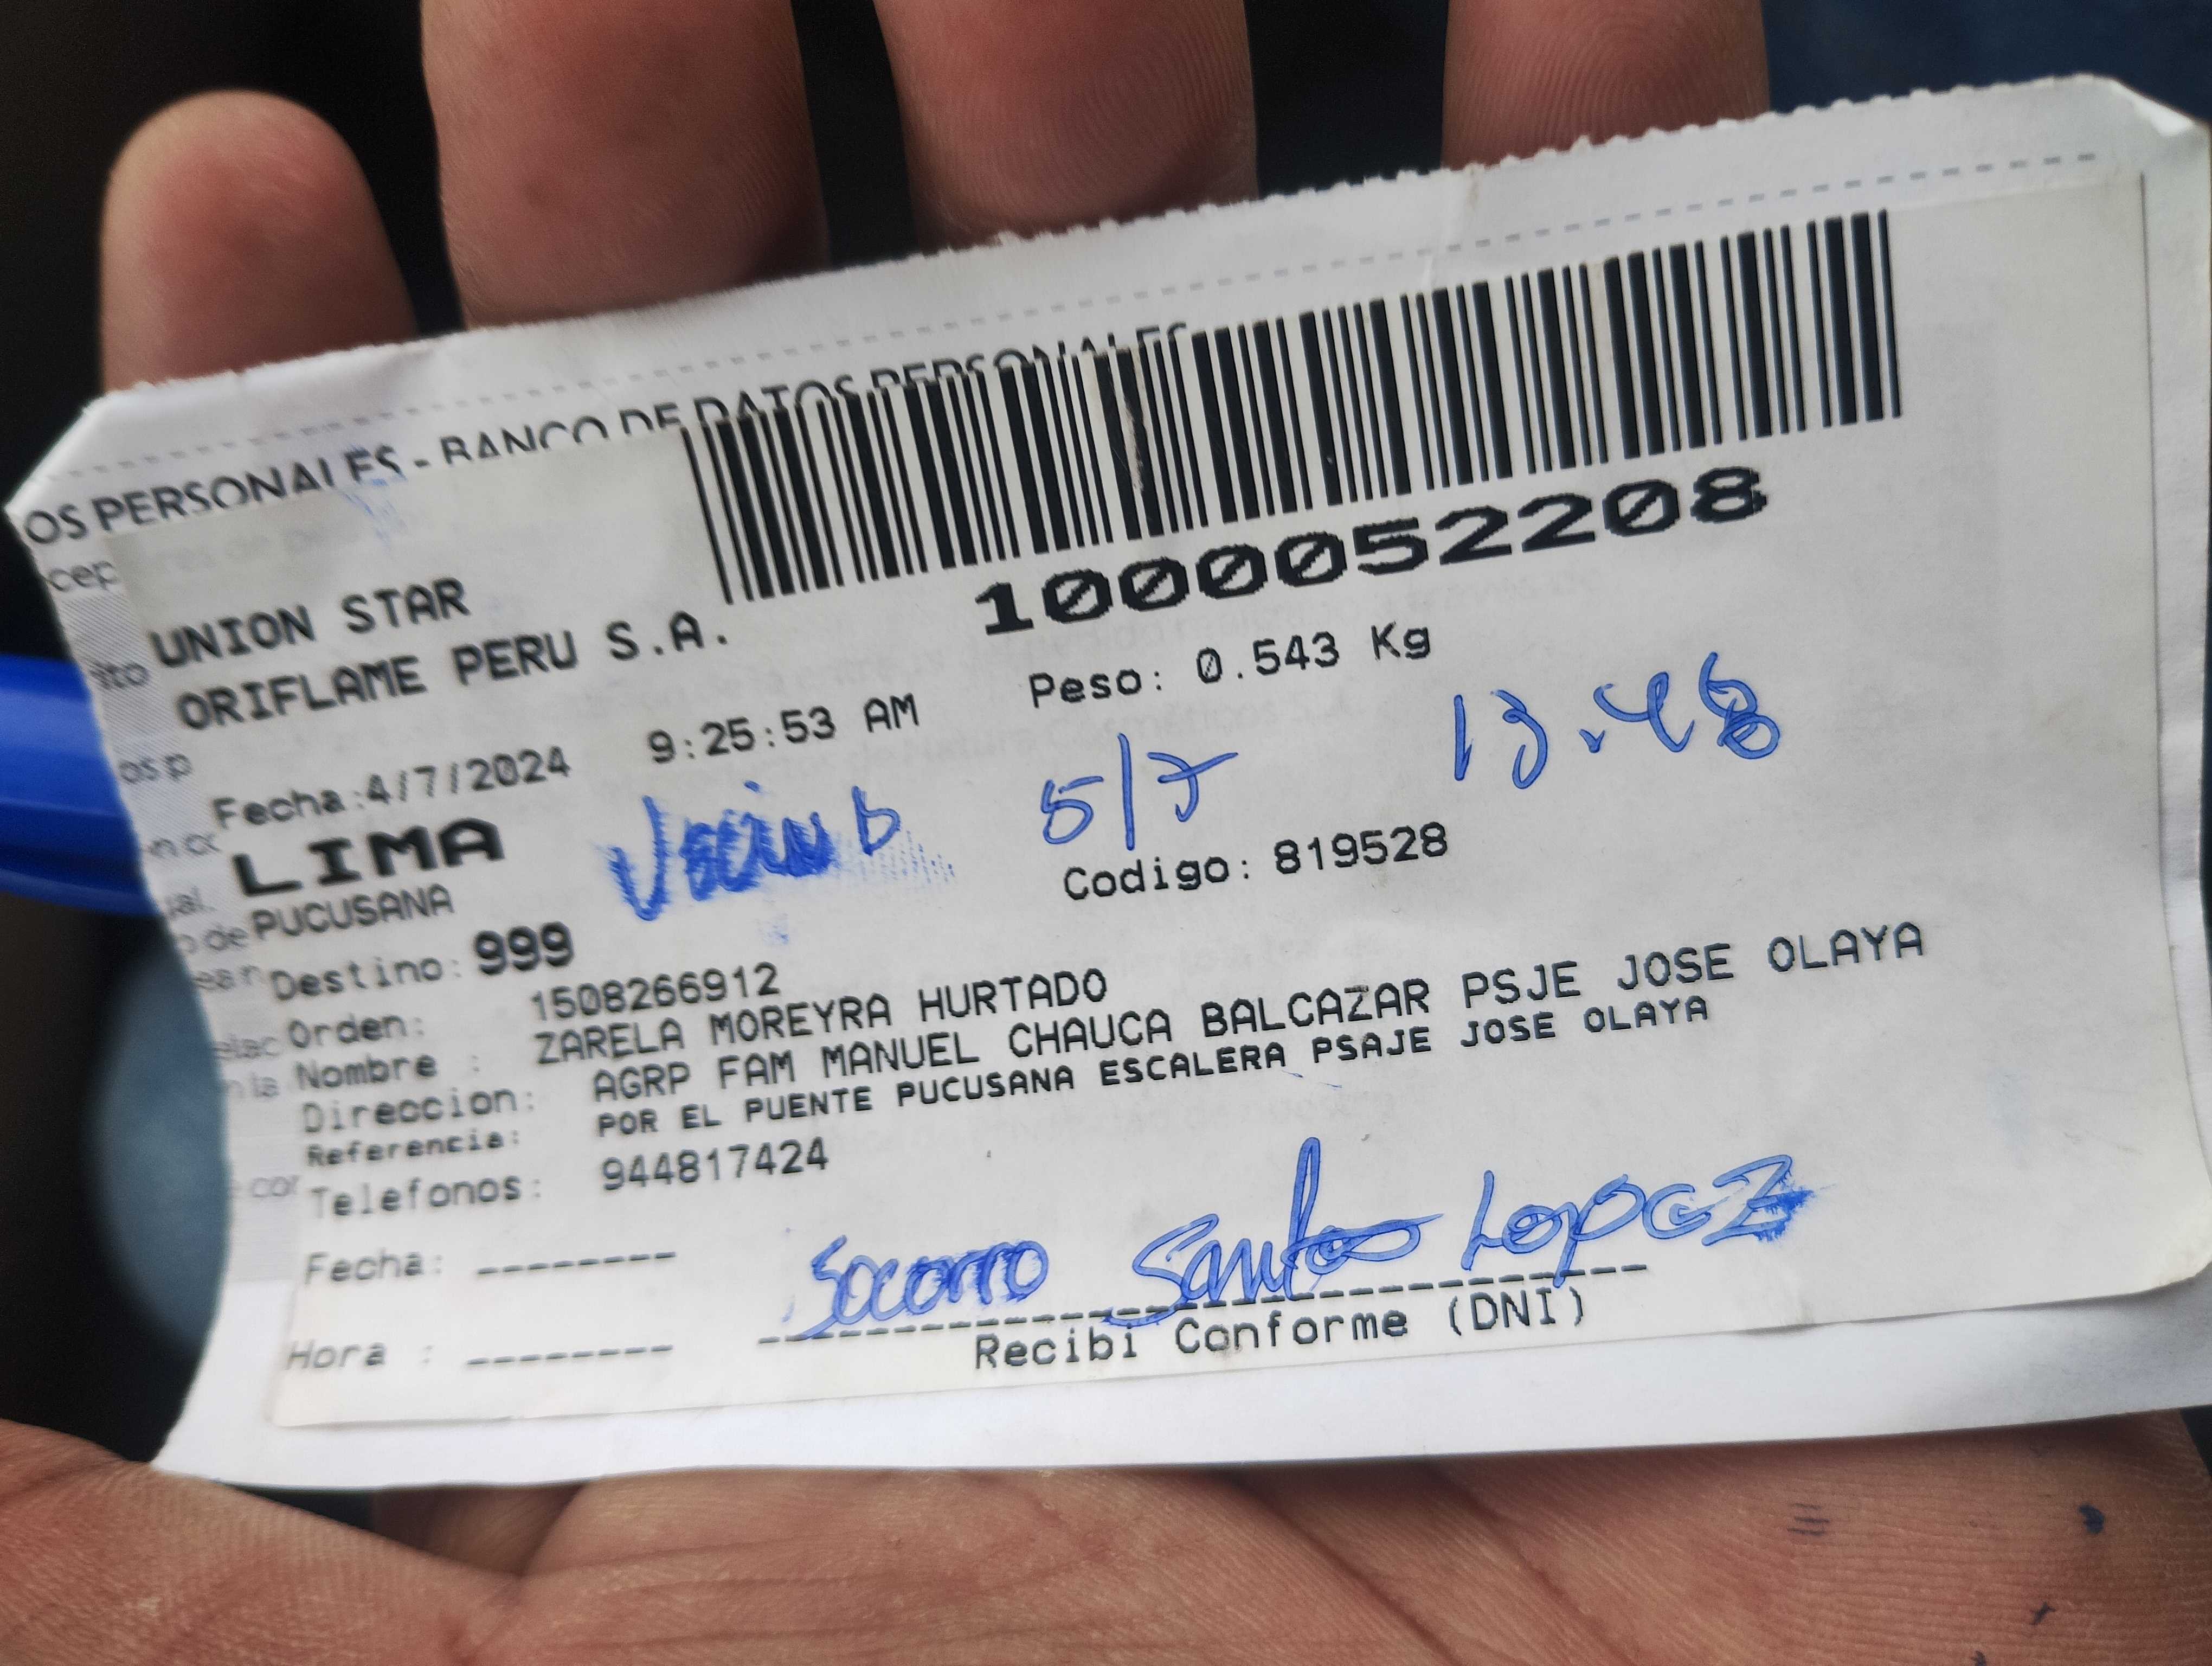 OS PERSONALES - BANCO DE DATOS PERSONALES
1000052208
UNION STAR
ORIFLAME PERU S.A.
Peso: 0.543 Kg
Fecha:4/7/2024 9:25:53 AM
5/7 13.48
LIMA
PUCUSANA
Codigo: 819528
Destino: 999
Orden: 1508266912
Nombre : ZARELA MOREYRA HURTADO
Direccion: AGRP FAM MANUEL CHAUCA BALCAZAR PSJE JOSE OLAYA
Referencia: POR EL PUENTE PUCUSANA ESCALERA PSAJE JOSE OLAYA
Telefonos: 944817424
Fecha: --------
Socorro Santos Lopez
Hora : --------
Recibi Conforme (DNI)